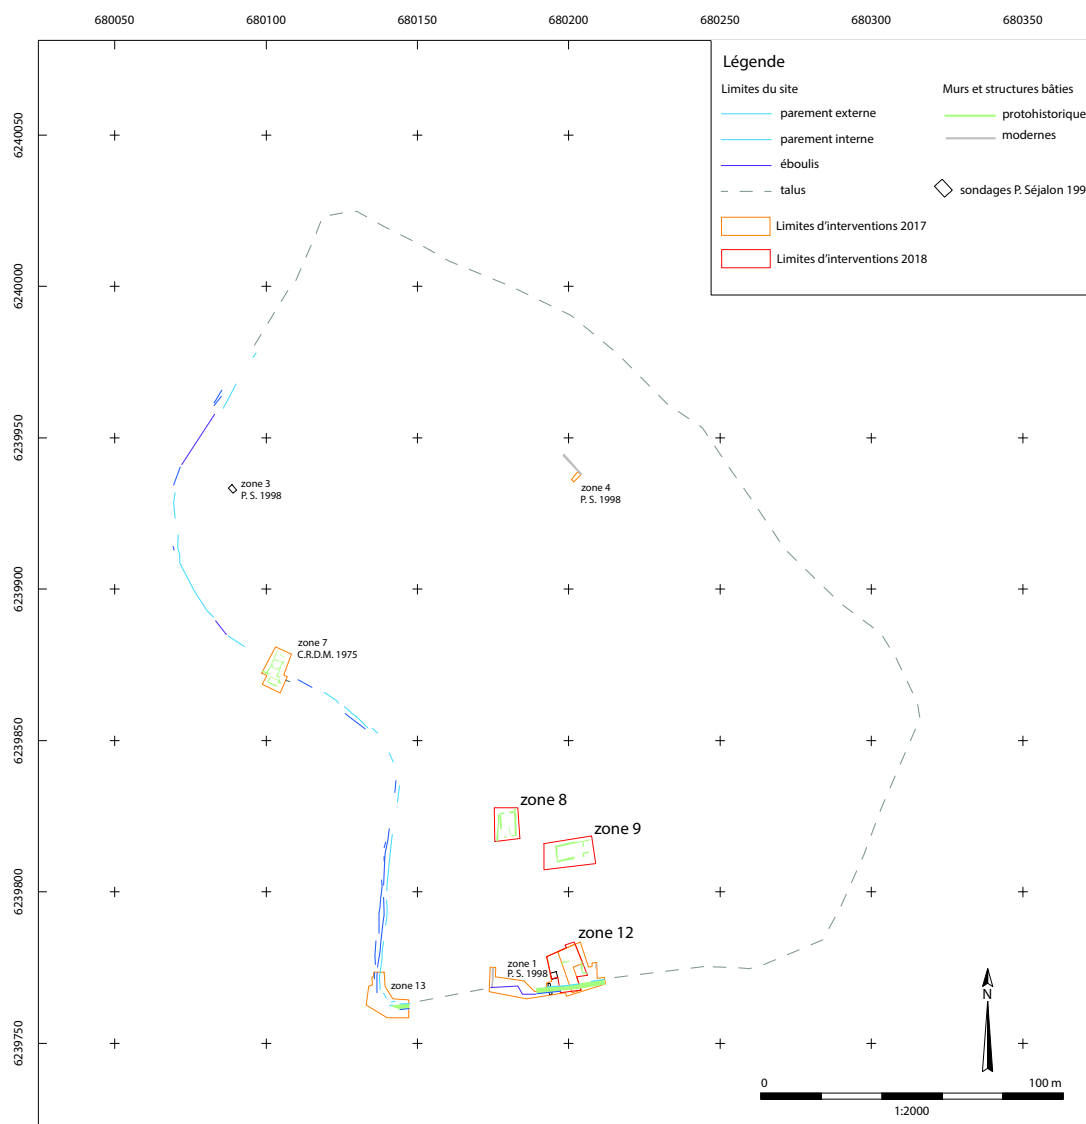 680050 680100 680150 680200 680250 680300 680350
Légende
Limites du site
parement externe
parement interne
éboulis
talus
Limites d'interventions 2017
Limites d'interventions 2018
Murs et structures bâties
protohistorique
modernes
sondages P. Séjalon 199
6240050
6240000
6239950
6239900
6239850
6239800
6239750
zone 3
P. S. 1998
zone 4
P. S. 1998
zone 7
C.R.D.M. 1975
zone 8
zone 9
zone 12
zone 1
P. S. 1998
zone 13
N
0 100 m
1:2000